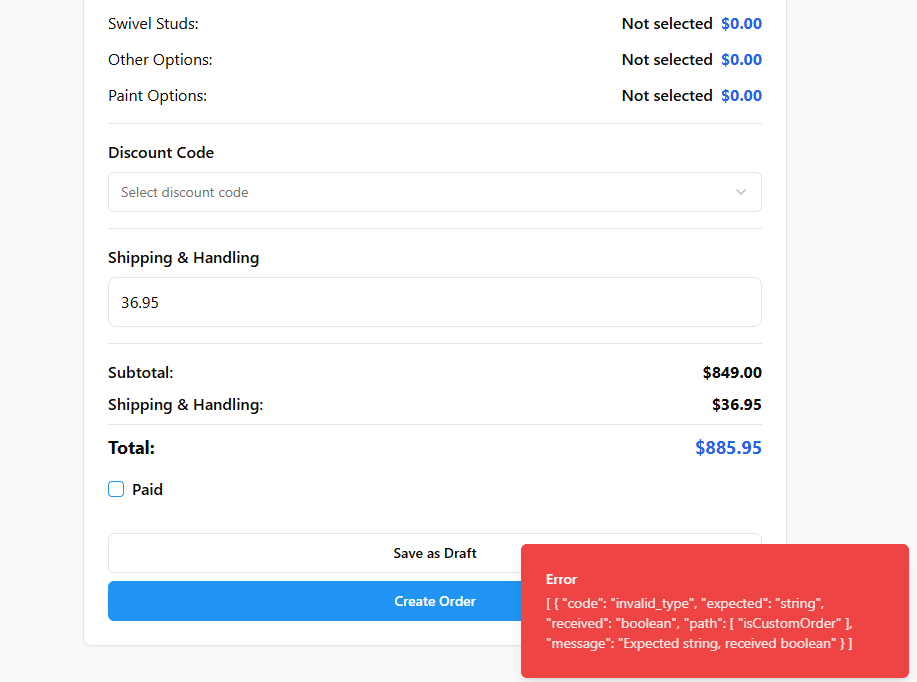 Swivel Studs: Not selected $0.00
Other Options: Not selected $0.00
Paint Options: Not selected $0.00
Discount Code
Select discount code
Shipping & Handling
36.95
Subtotal: $849.00
Shipping & Handling: $36.95
Total: $885.95
Paid
Save as Draft
Create Order
Error
[ { "code": "invalid_type", "expected": "string",
"received": "boolean", "path": [ "isCustomOrder" ],
"message": "Expected string, received boolean" } ]